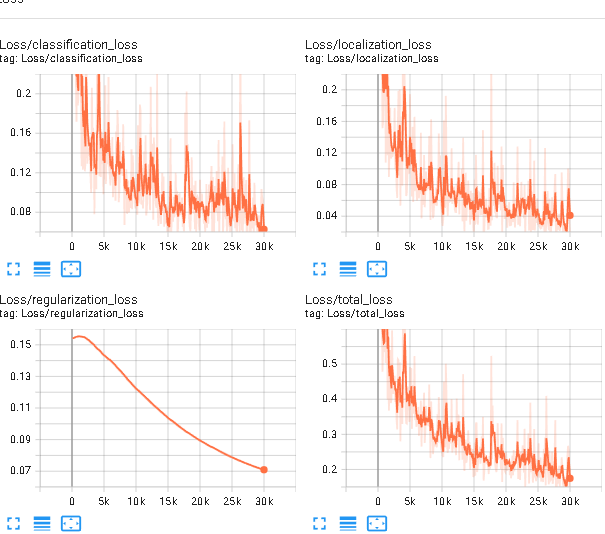 Loss/classification_loss
tag: Loss/classification_loss
0.2
0.16
0.12
0.08
0 5k 10k 15k 20k 25k 30k
Loss/localization_loss
tag: Loss/localization_loss
0.2
0.16
0.12
0.08
0.04
0 5k 10k 15k 20k 25k 30k
Loss/regularization_loss
tag: Loss/regularization_loss
0.15
0.13
0.11
0.09
0.07
0 5k 10k 15k 20k 25k 30k
Loss/total_loss
tag: Loss/total_loss
0.5
0.4
0.3
0.2
0 5k 10k 15k 20k 25k 30k